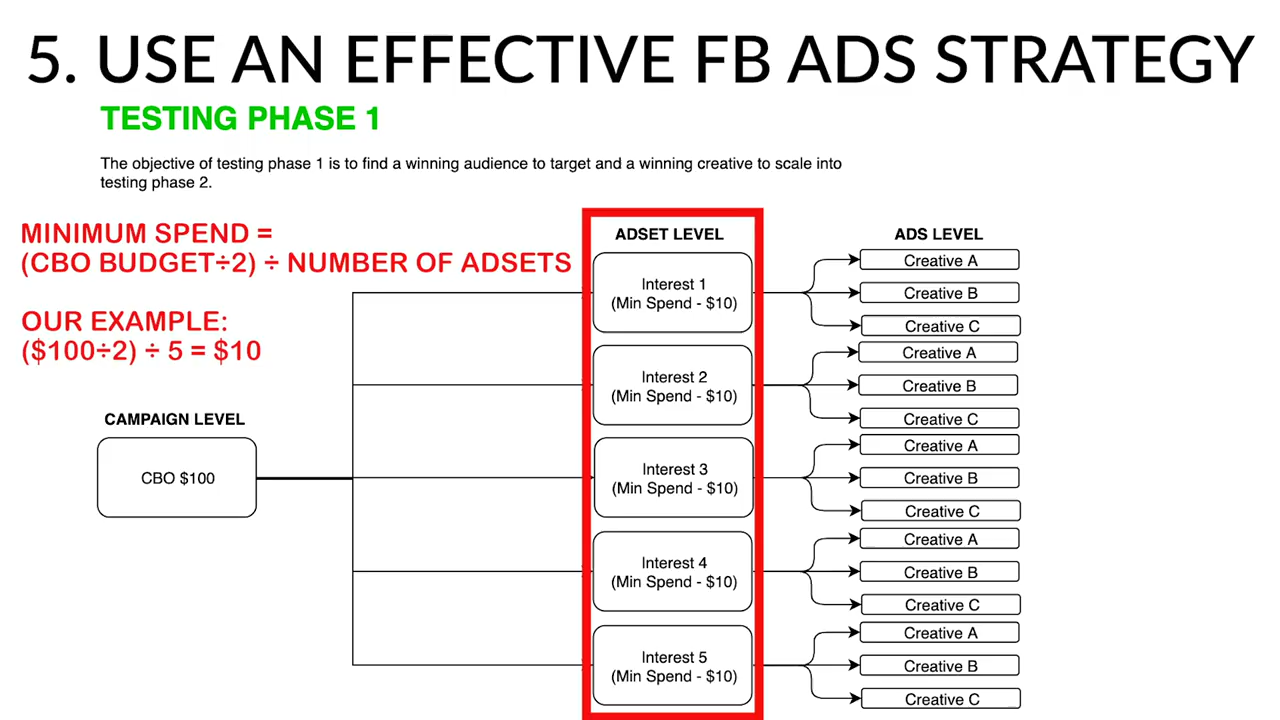 5. USE AN EFFECTIVE FB ADS STRATEGY
TESTING PHASE 1
The objective of testing phase 1 is to find a winning audience to target and a winning creative to scale into
testing phase 2.
MINIMUM SPEND =
(CBO BUDGET÷2) ÷ NUMBER OF ADSETS
OUR EXAMPLE:
($100÷2) ÷ 5 = $10
CAMPAIGN LEVEL
CBO $100
ADSET LEVEL
Interest 1
(Min Spend - $10)
Interest 2
(Min Spend - $10)
Interest 3
(Min Spend - $10)
Interest 4
(Min Spend - $10)
Interest 5
(Min Spend - $10)
ADS LEVEL
Creative A
Creative B
Creative C
Creative A
Creative B
Creative C
Creative A
Creative B
Creative C
Creative A
Creative B
Creative C
Creative A
Creative B
Creative C